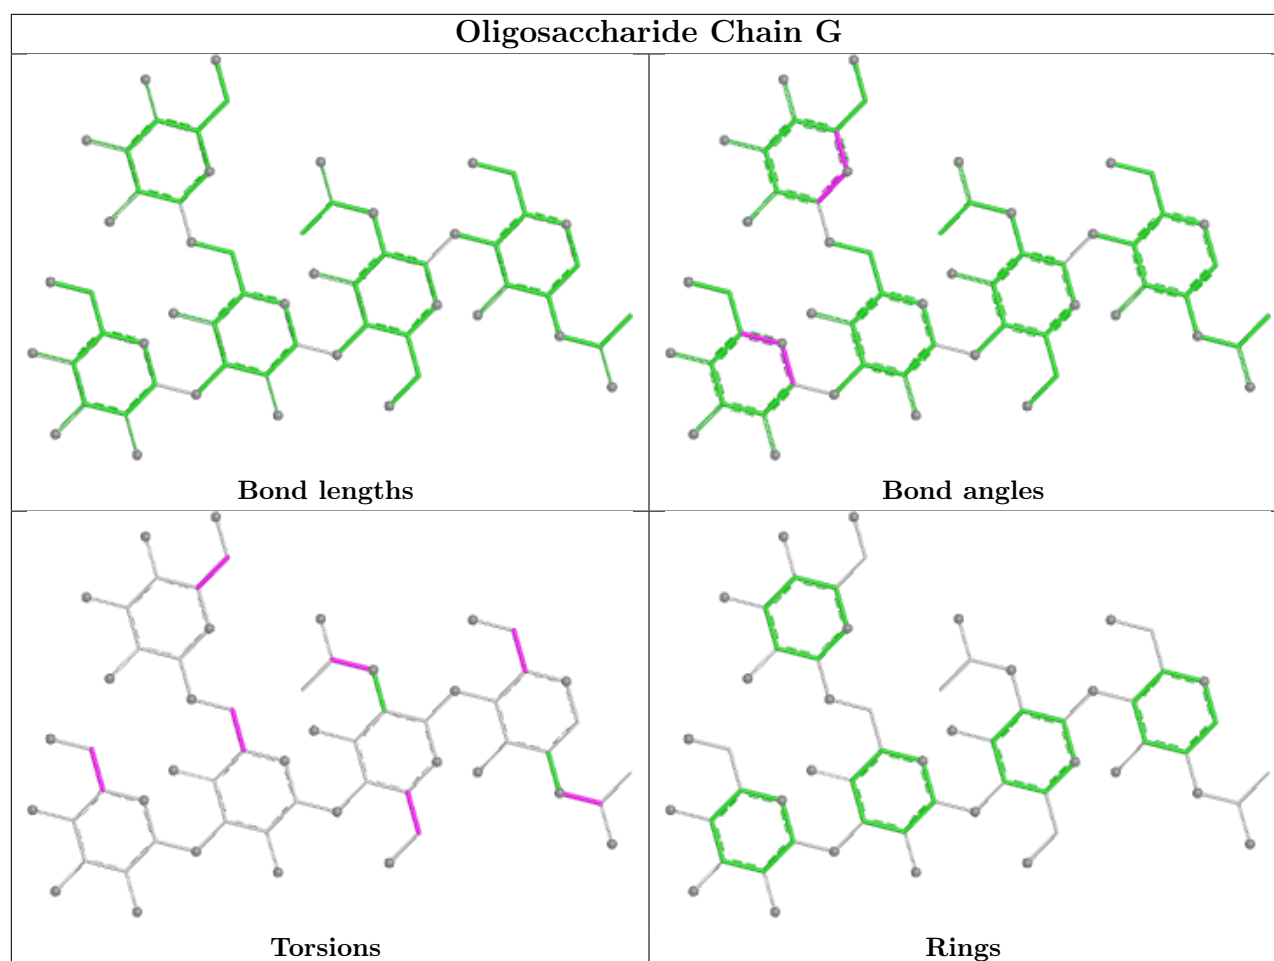 Oligosaccharide Chain G
Bond lengths
Bond angles
Torsions
Rings